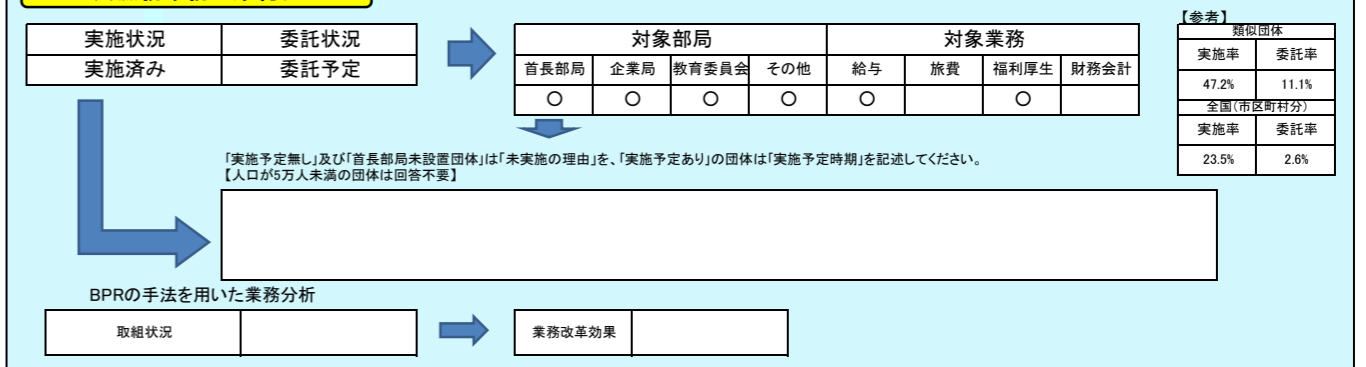 【参考】
実施状況 委託状況
実施済み 委託予定
対象部局 対象業務
首長部局 企業局 教育委員会 その他 給与 旅費 福利厚生 財務会計
○ ○ ○ ○ ○ ○
類似団体
実施率 委託率
47.2% 11.1%
全国(市区町村分)
実施率 委託率
23.5% 2.6%
「実施予定無し」及び「首長部局未設置団体」は「未実施の理由」を、「実施予定あり」の団体は「実施予定時期」を記述してください。
【人口が5万人未満の団体は回答不要】
BPRの手法を用いた業務分析
取組状況
業務改革効果